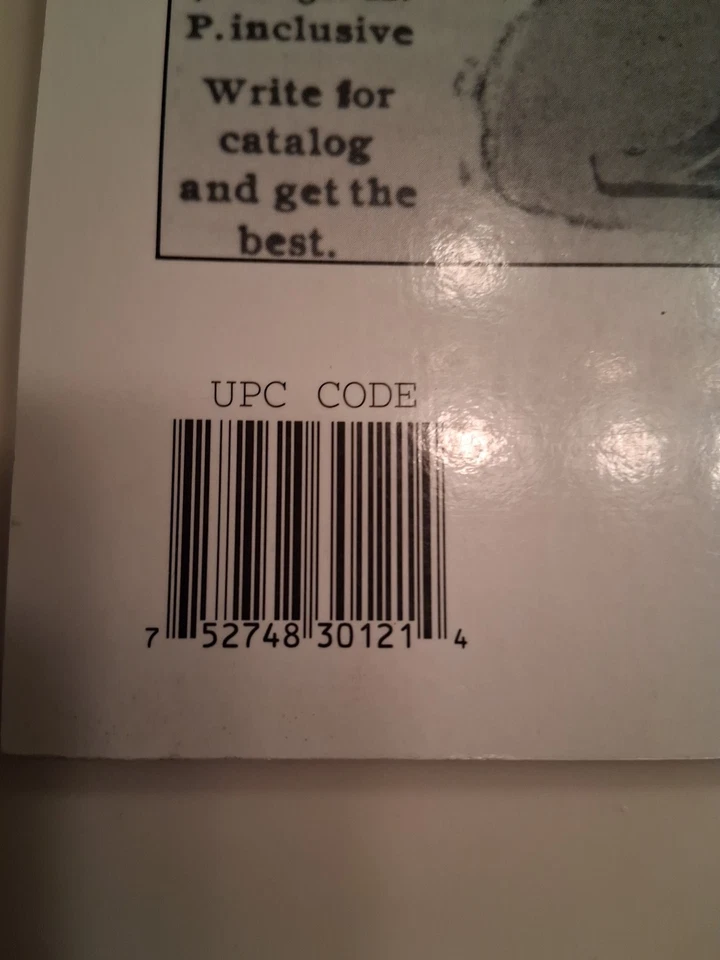 P. inclusive
Write for
catalog
and get the
best.
UPC CODE
7 52748 30121 4